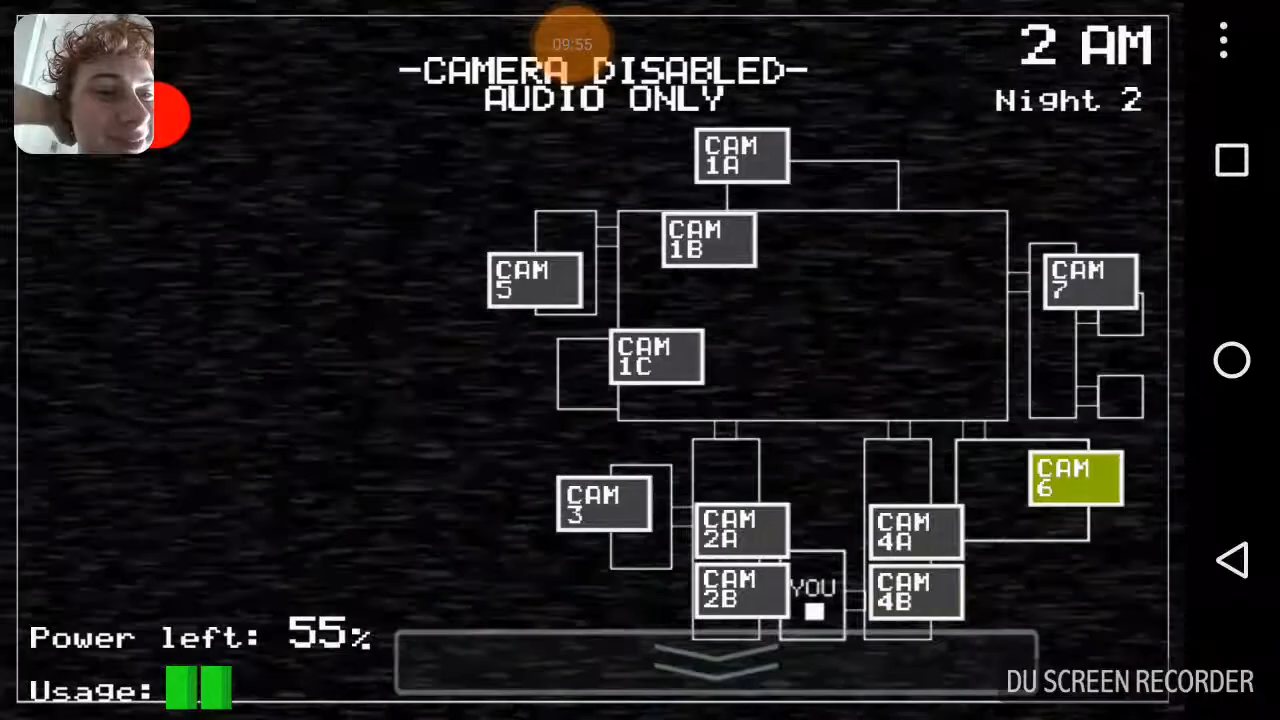 09:55
-CAMERA DISABLED-
AUDIO ONLY
2 AM
Night 2
CAM
1A
CAM
1B
CAM
5
CAM
7
CAM
1C
CAM
6
CAM
3
CAM
2A
CAM
4A
CAM
2B
YOU
CAM
4B
Power left: 55%
Usage:
DU SCREEN RECORDER